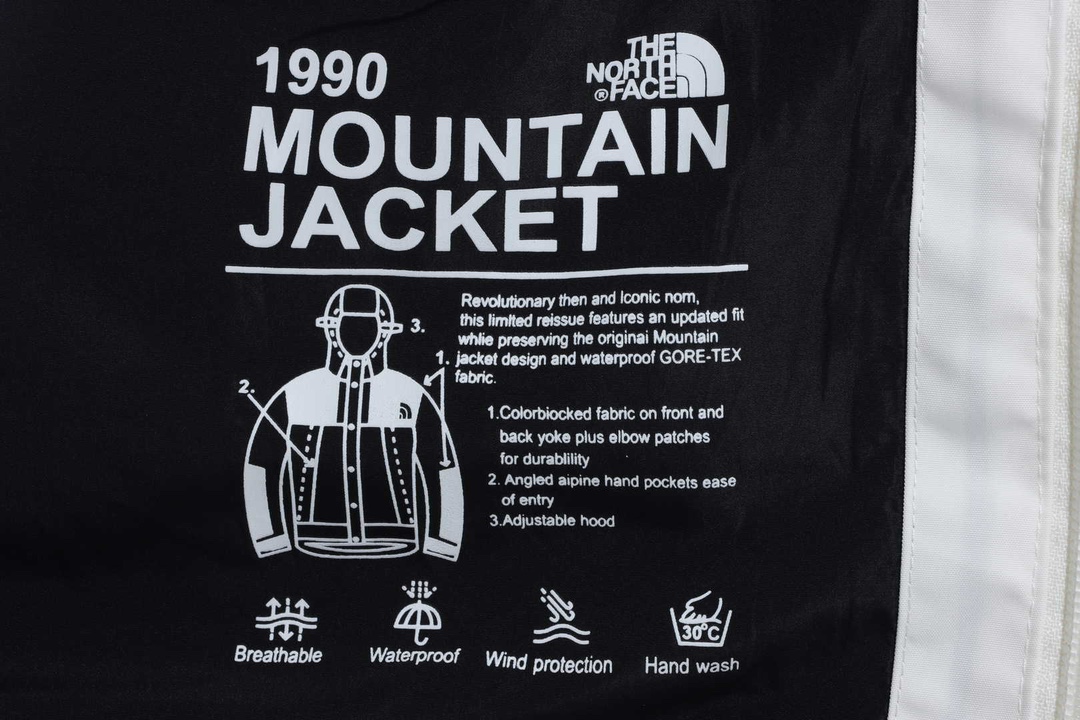 1990
THE
NORTH
® FACE
MOUNTAIN
JACKET
Revolutionary then and Iconic nom,
this limlted reissue features an updated fit
whlie preserving the originai Mountain
jacket design and waterproof GORE-TEX
fabric.
3.
1.
2.
1.Colorbiocked fabric on front and
back yoke plus elbow patches
for durablility
2. Angled aipine hand pockets ease
of entry
3.Adjustable hood
30°C
Breathable
Waterproof
Wind protection
Hand wash